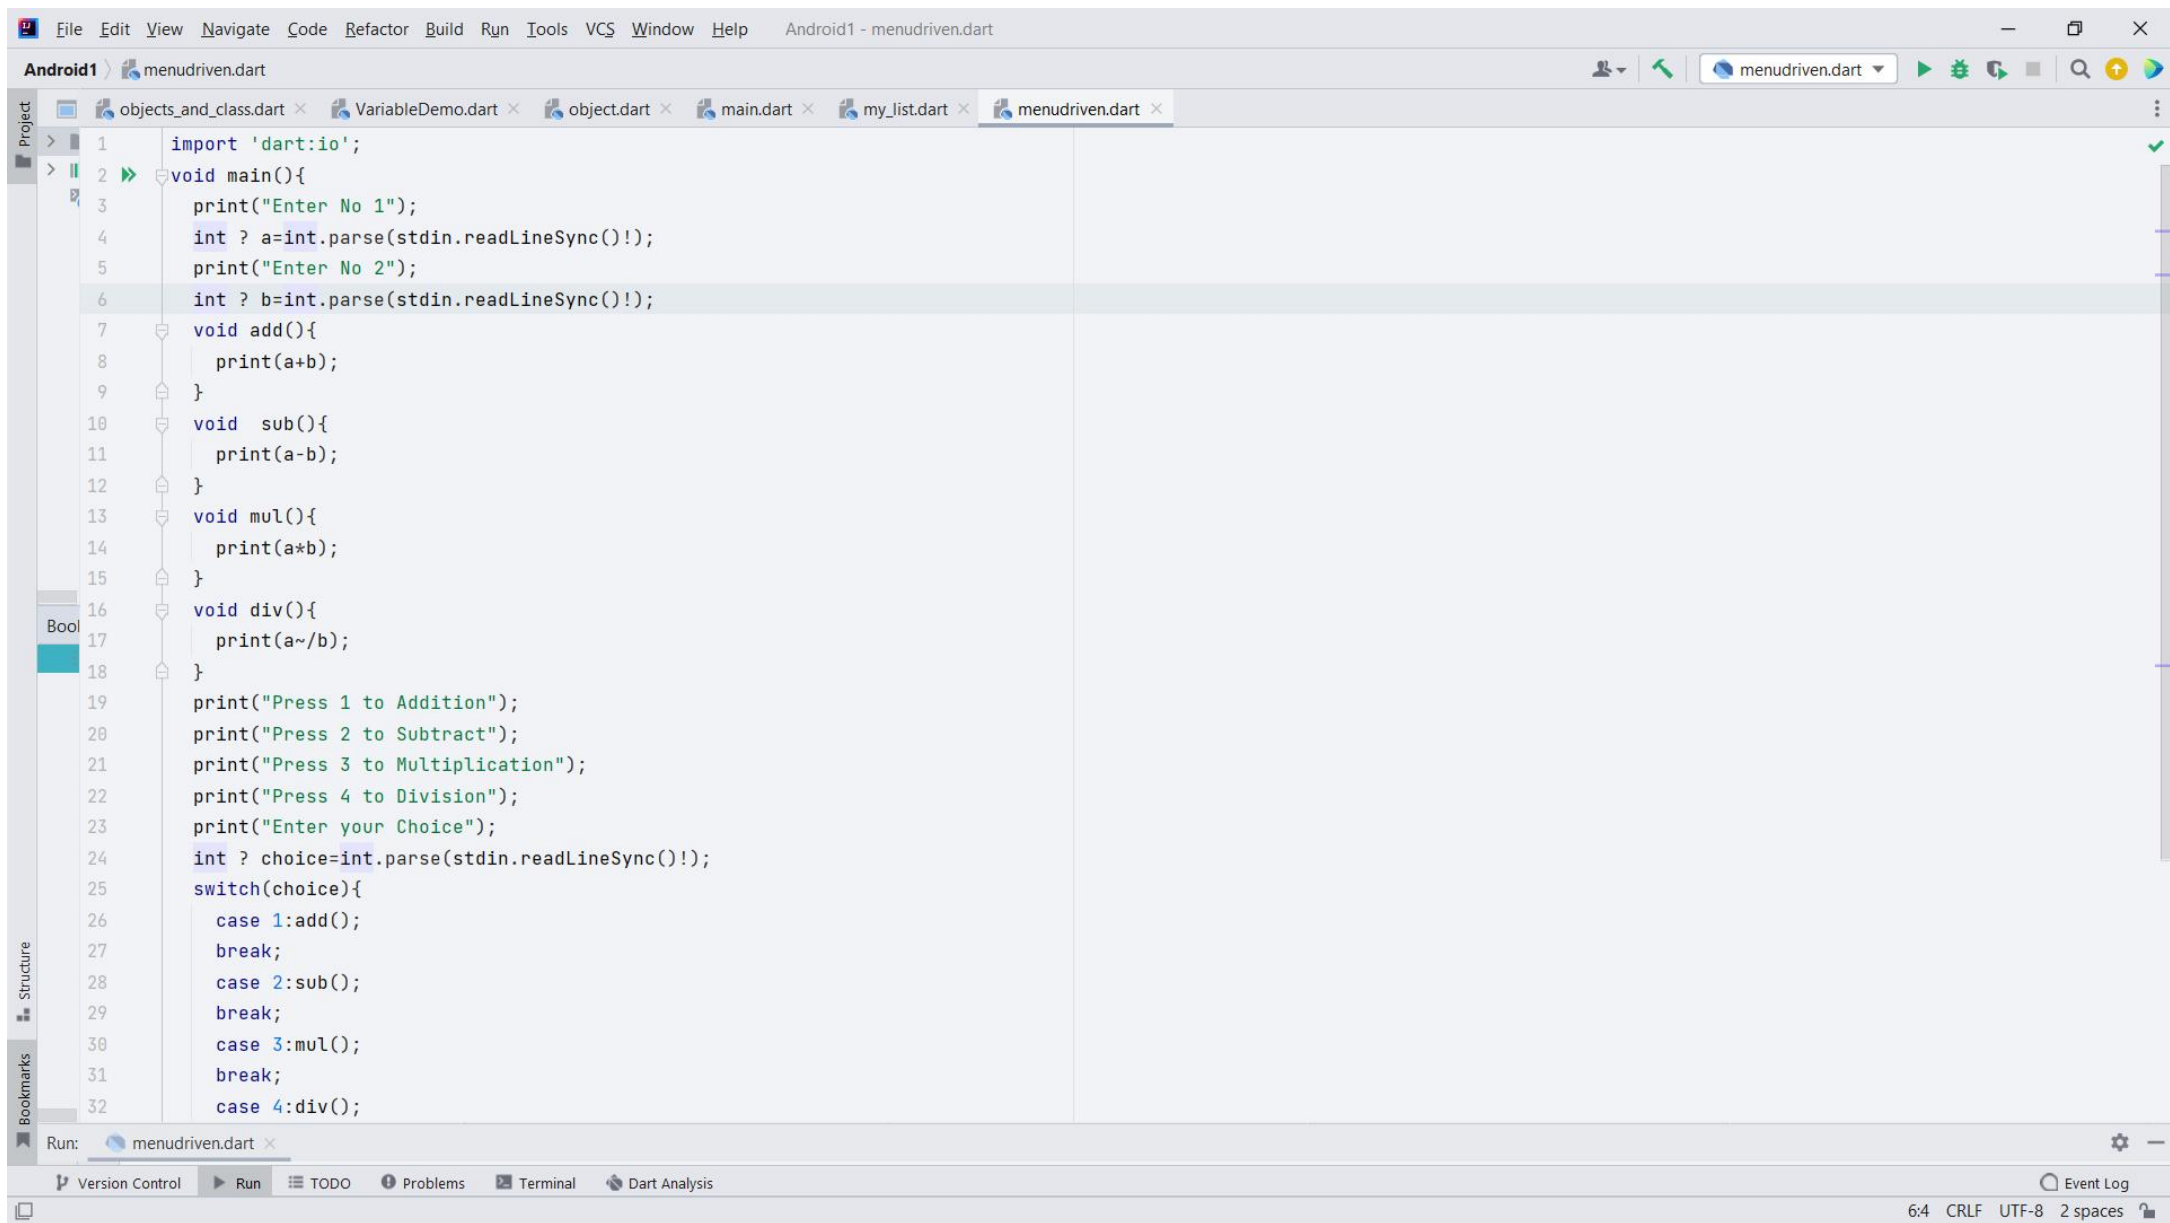 File Edit View Navigate Code Refactor Build Run Tools VCS Window Help Android1 - menudriven.dart
Android1 menudriven.dart menudriven.dart
objects_and_class.dart VariableDemo.dart object.dart main.dart my_list.dart menudriven.dart
Project
1 import 'dart:io';
2 void main(){
3 print("Enter No 1");
4 int ? a=int.parse(stdin.readLineSync()!);
5 print("Enter No 2");
6 int ? b=int.parse(stdin.readLineSync()!);
7 void add(){
8 print(a+b);
9 }
10 void  sub(){
11 print(a-b);
12 }
13 void mul(){
14 print(a*b);
15 }
16 void div(){
Bool
17 print(a~/b);
18 }
19 print("Press 1 to Addition");
20 print("Press 2 to Subtract");
21 print("Press 3 to Multiplication");
22 print("Press 4 to Division");
23 print("Enter your Choice");
24 int ? choice=int.parse(stdin.readLineSync()!);
25 switch(choice){
26 case 1:add();
27 break;
28 case 2:sub();
Structure
29 break;
30 case 3:mul();
31 break;
Bookmarks
32 case 4:div();
Run: menudriven.dart
Version Control Run TODO Problems Terminal Dart Analysis Event Log
6:4 CRLF UTF-8 2 spaces